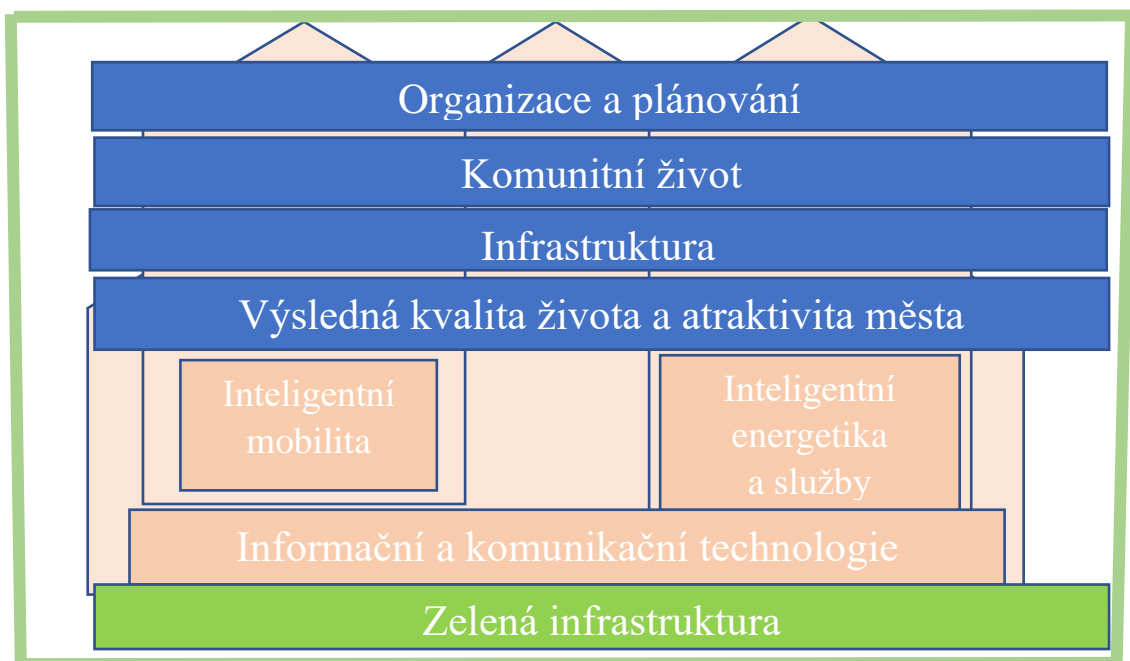 Organizace a plánování
Komunitní život
Infrastruktura
Výsledná kvalita života a atraktivita města
Inteligentní
mobilita
Inteligentní
energetika
a služby
Informační a komunikační technologie
Zelená infrastruktura